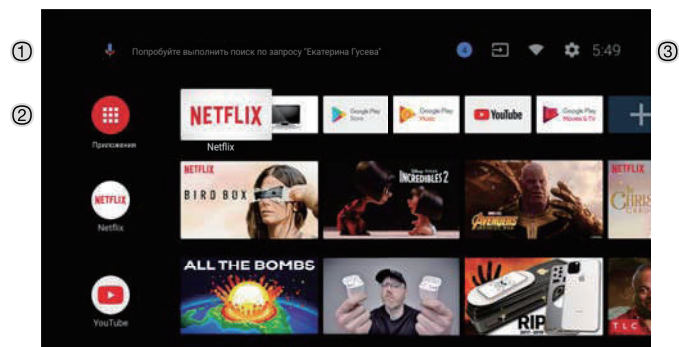 ① Попробуйте выполнить поиск по запросу "Екатерина Гусева" 4 5:49 ③
②
NETFLIX Google Play Store Google Play Music YouTube Google Play Movies & TV
Приложения Netflix
NETFLIX NETFLIX
BIRD BOX INCREDIBLES 2
NETFLIX AVENGERS CHRIS
Netflix
ALL THE BOMBS
YouTube RIP TLC